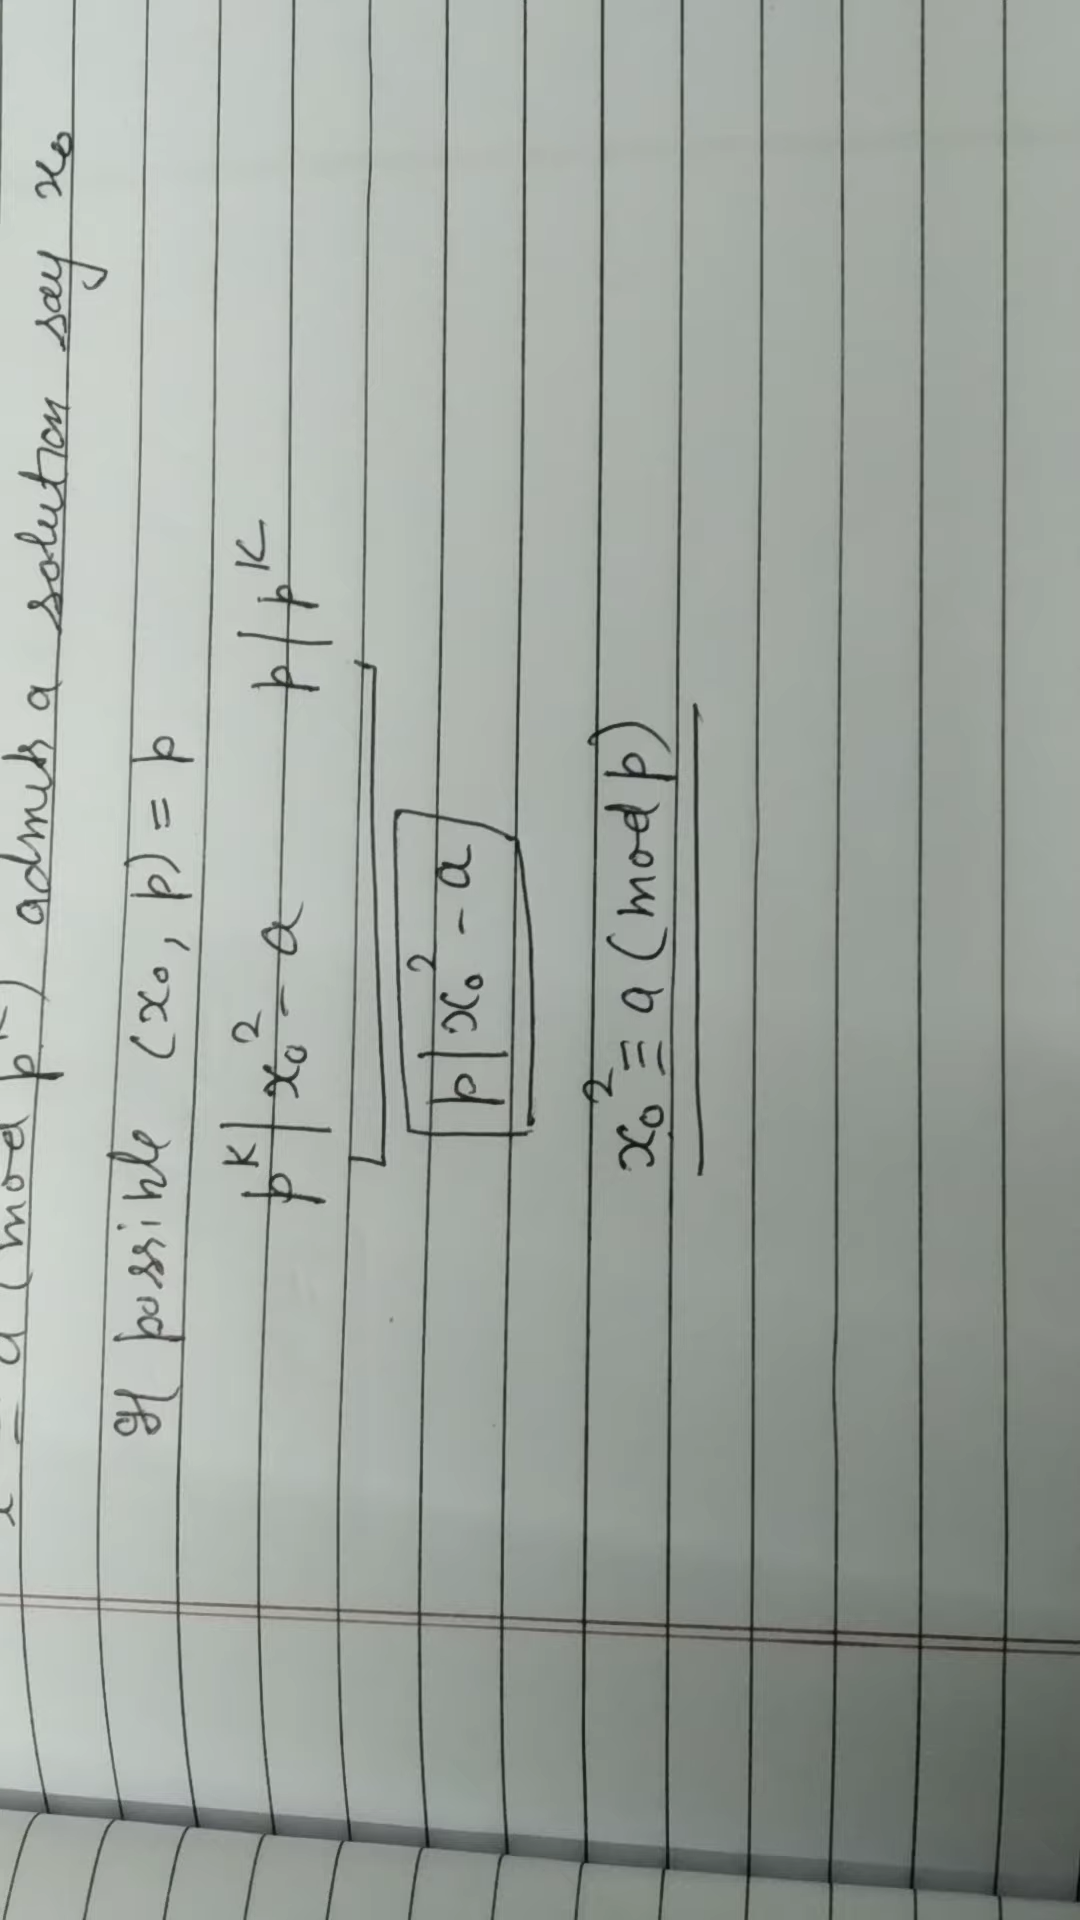 a (mod p^K) admits a solution say x₀
If possible (x₀, p) = p
p^K | x₀² - a p | p^K
p | x₀² - a
x₀² ≡ a (mod p)